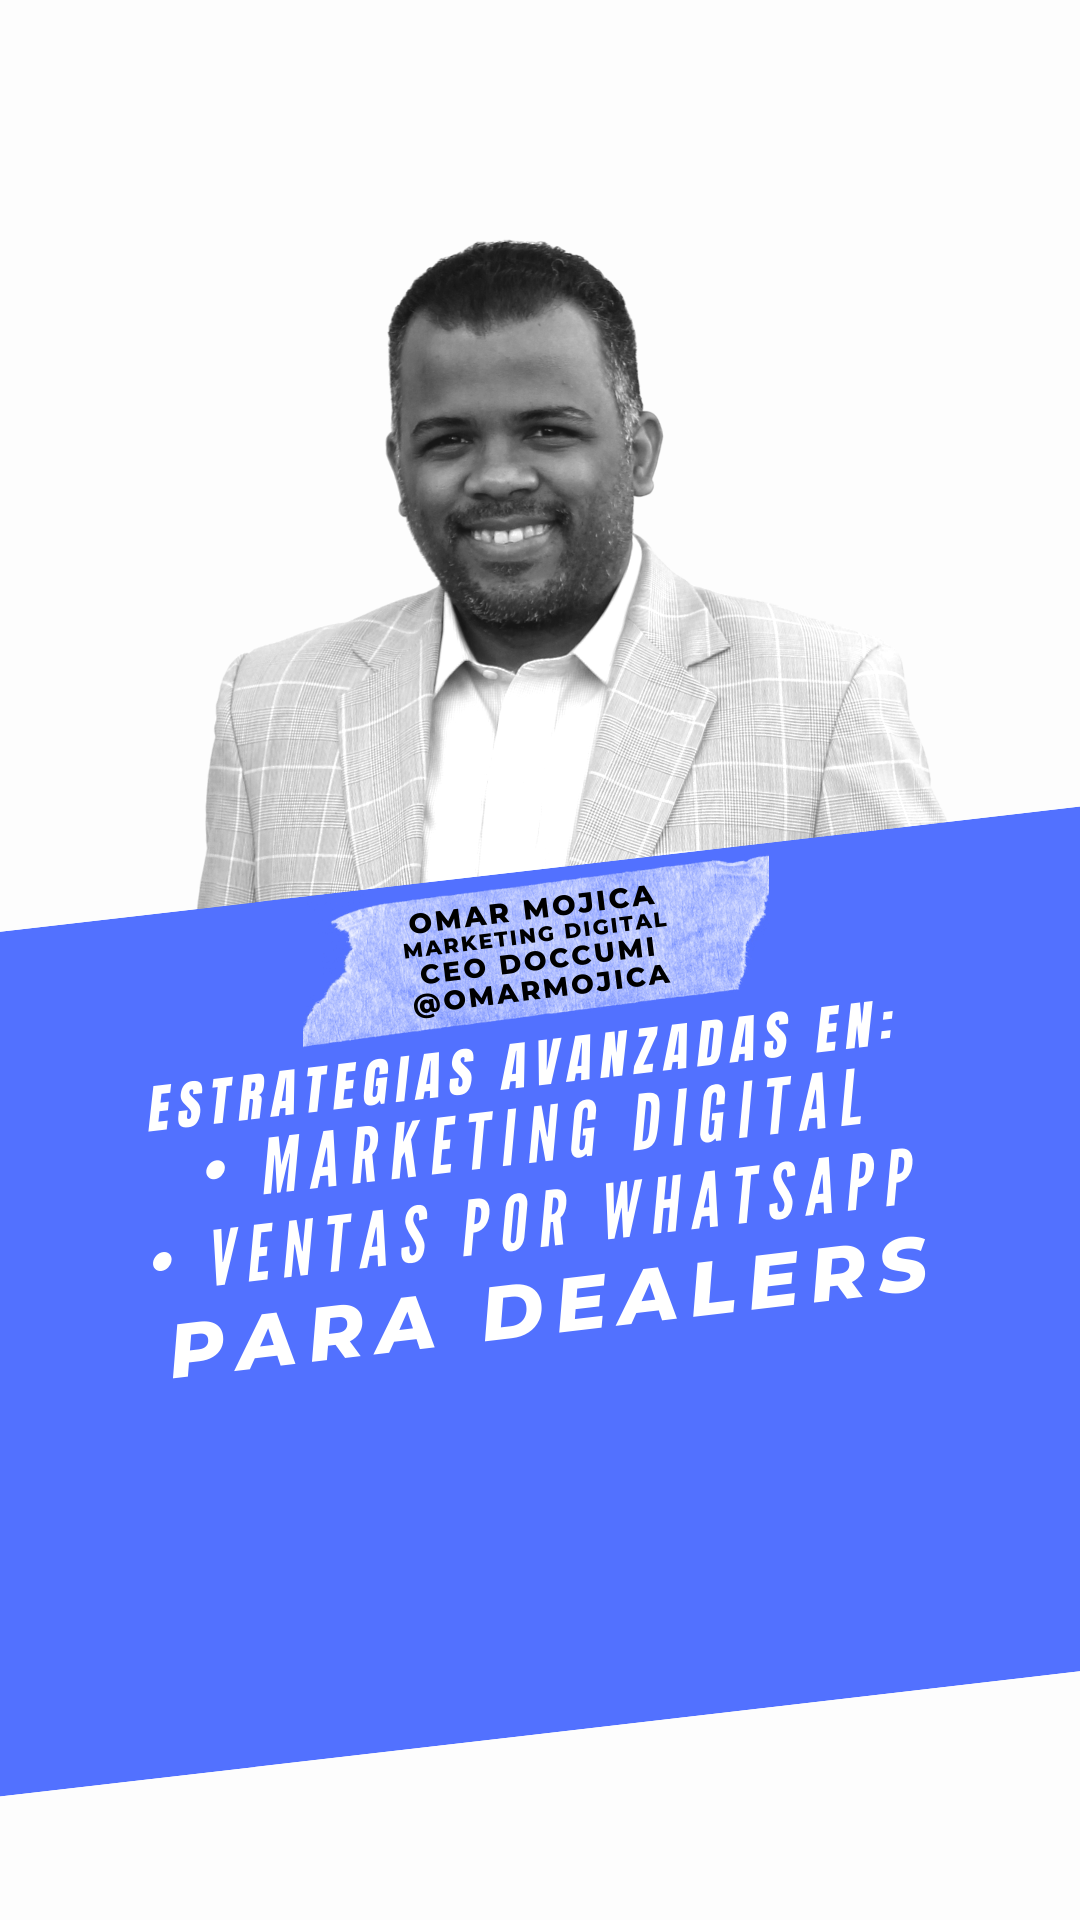 OMAR MOJICA
MARKETING DIGITAL
CEO DOCCUMI
@OMARMOJICA
ESTRATEGIAS AVANZADAS EN:
• MARKETING DIGITAL
• VENTAS POR WHATSAPP
PARA DEALERS